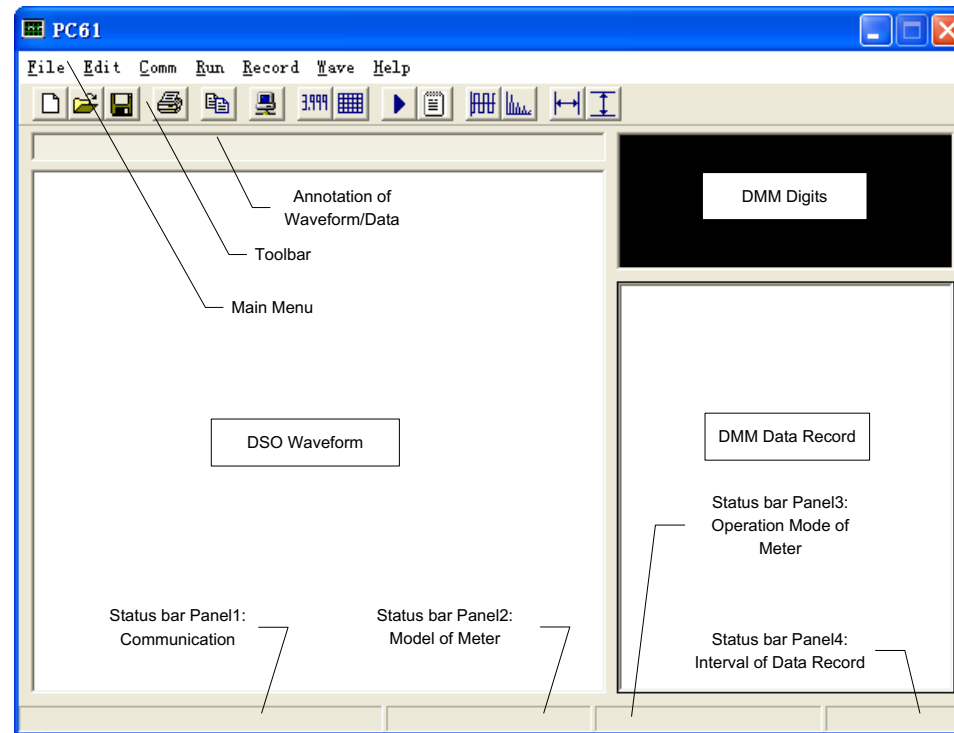 PC61
File Edit Comm Run Record Wave Help
3.999
Annotation of
Waveform/Data
Toolbar
Main Menu
DMM Digits
DSO Waveform
DMM Data Record
Status bar Panel3:
Operation Mode of
Meter
Status bar Panel1:
Communication
Status bar Panel2:
Model of Meter
Status bar Panel4:
Interval of Data Record